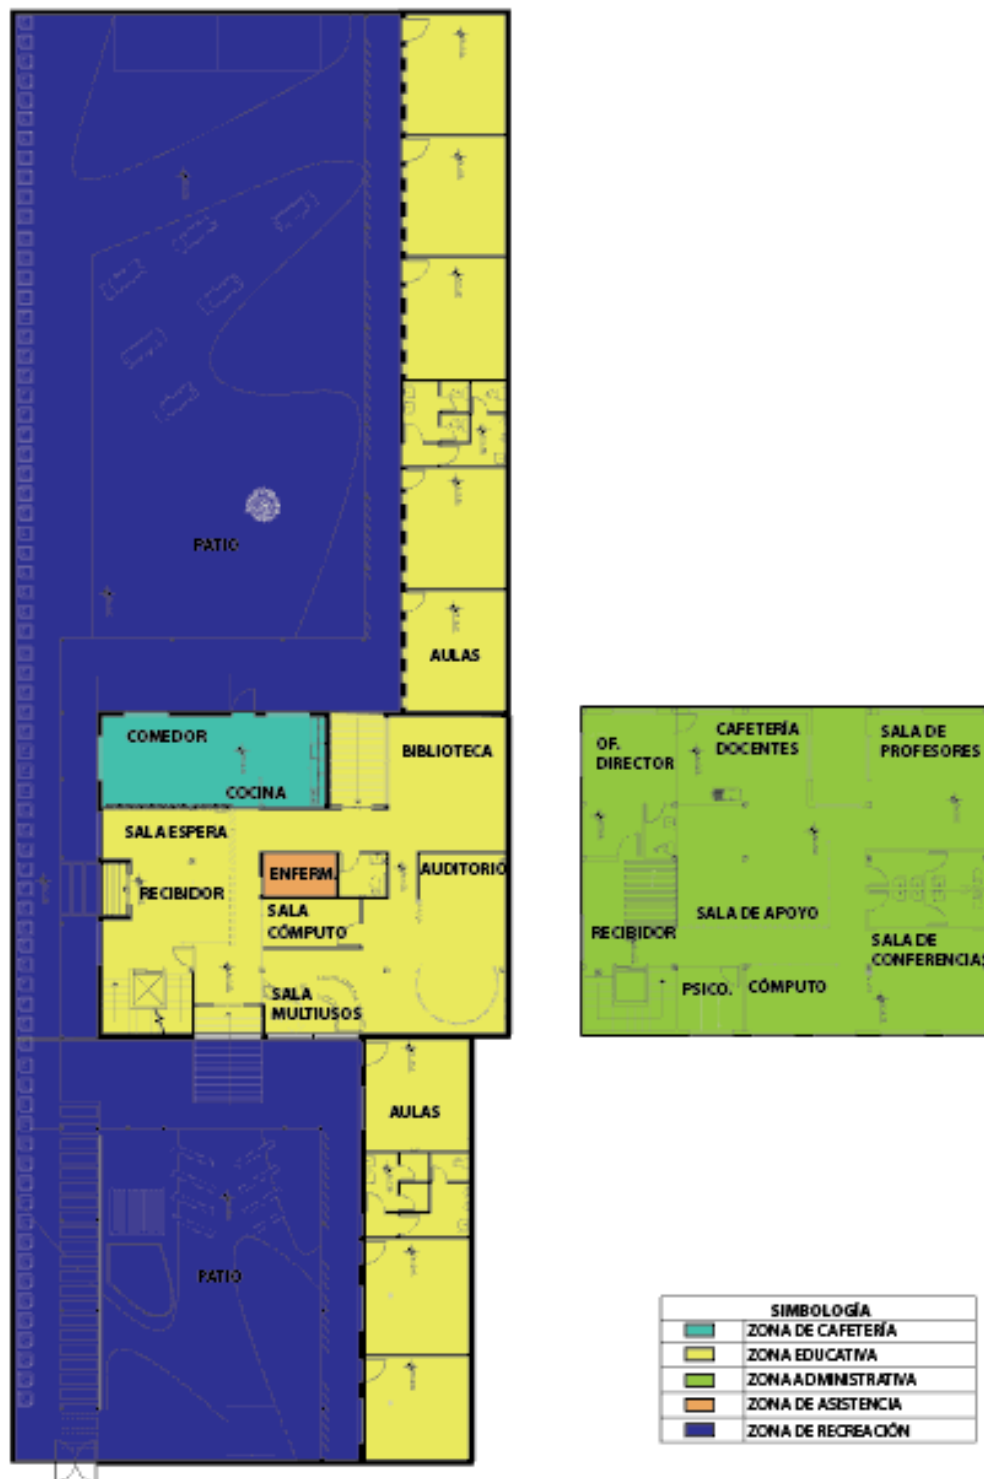 PATIO
AULAS
COMEDOR
COCINA
BIBLIOTECA
SALA ESPERA
RECIBIDOR
ENFERM.
AUDITORIO
SALA
CÓMPUTO
SALA
MULTIUSOS
AULAS
PATIO
OF.
DIRECTOR
CAFETERÍA
DOCENTES
SALA DE
PROFESORES
SALA DE APOYO
RECIBIDOR
SALA DE
CONFERENCIAS
PSICO.
CÓMPUTO
SIMBOLOGÍA
ZONA DE CAFETERÍA
ZONA EDUCATIVA
ZONA ADMINISTRATIVA
ZONA DE ASISTENCIA
ZONA DE RECREACIÓN